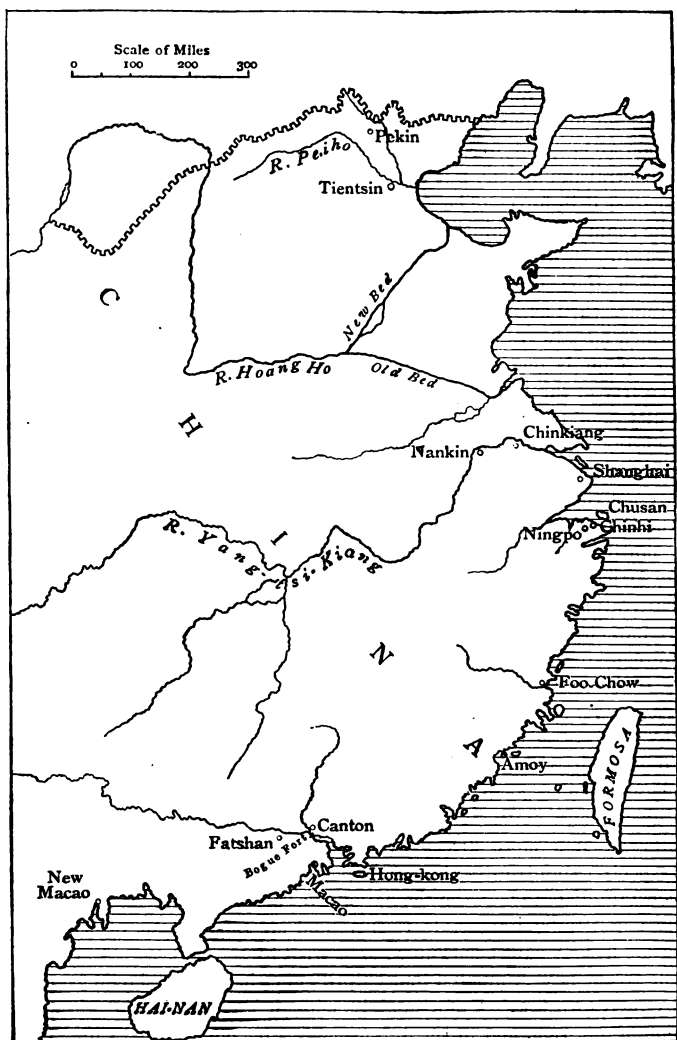 Scale of Miles
0 100 200 300
Pekin
R. Peiho
Tientsin
C
New Bed
R. Hoang Ho
Old Bed
H
Chinkiang
Nankin
Shanghai
Chusan
Chinhi
Ningpo
R. Yang-tsi-Kiang
I
N
Foo Chow
A
Amoy
FORMOSA
Canton
Fatshan
Bogue Fort
Hong-kong
New
Macao
Macao
HAI-NAN